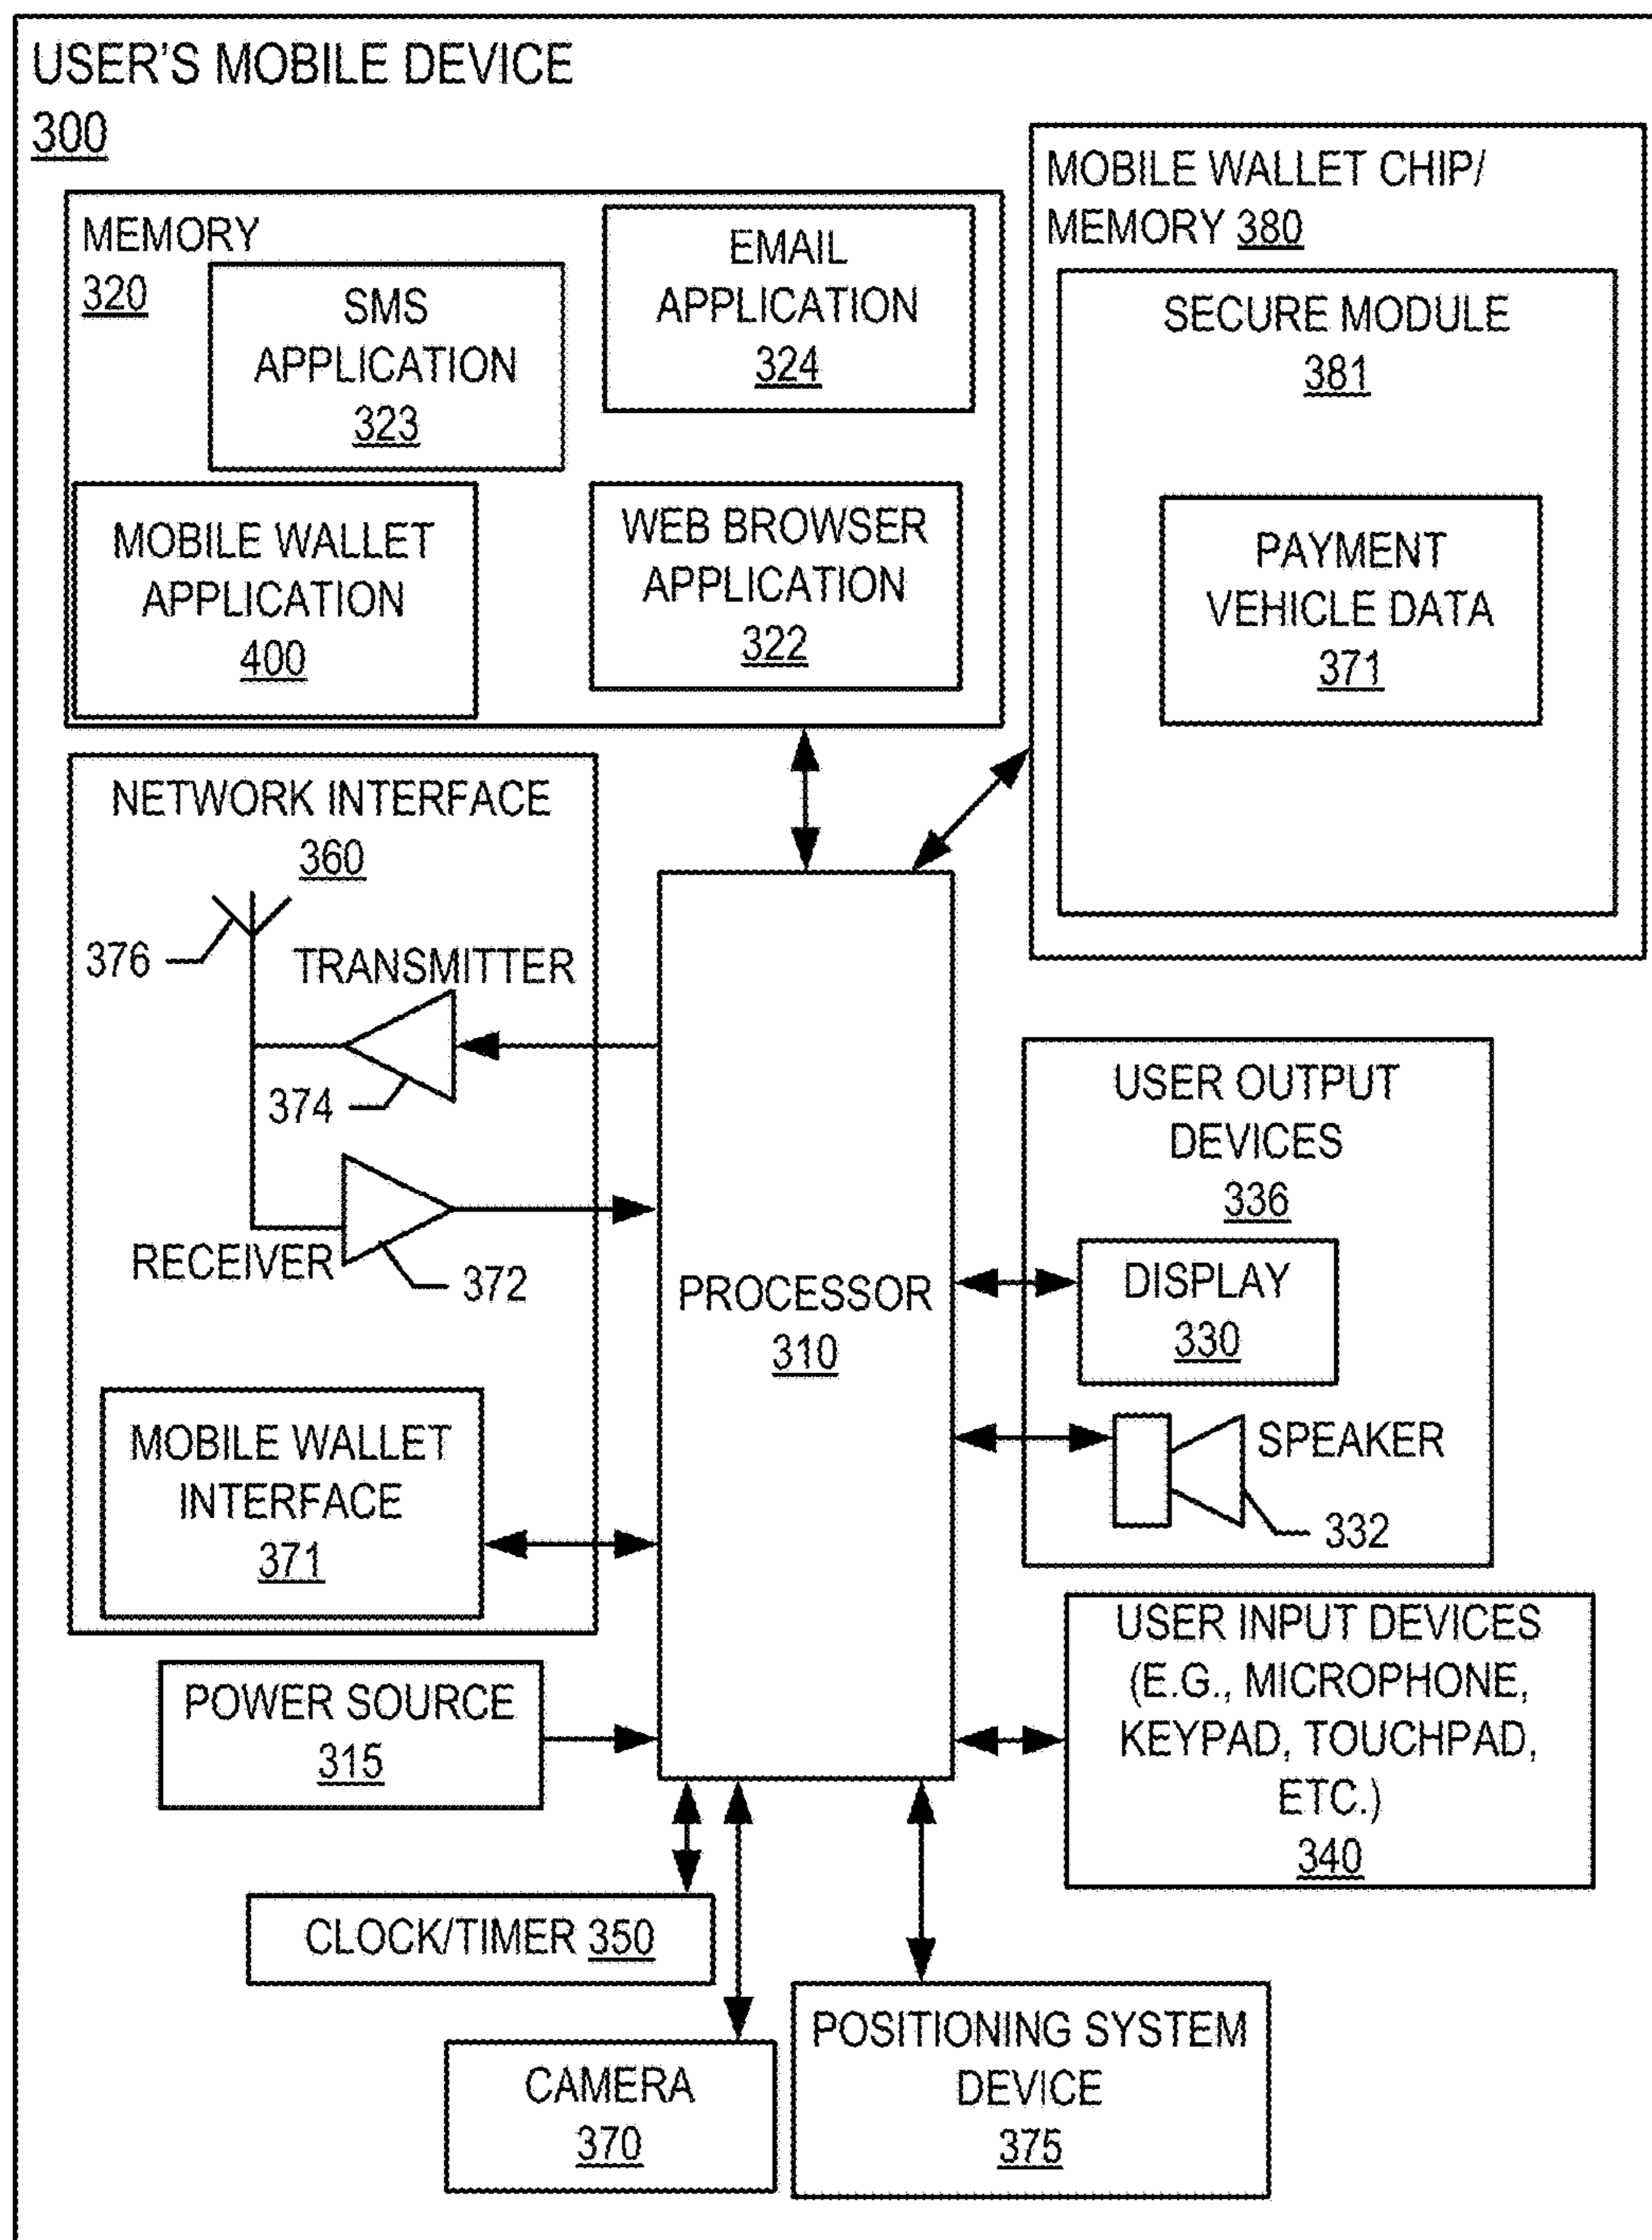 USER'S MOBILE DEVICE
300
MEMORY
320
SMS
APPLICATION
323
EMAIL
APPLICATION
324
MOBILE WALLET
APPLICATION
400
WEB BROWSER
APPLICATION
322
MOBILE WALLET CHIP/
MEMORY 380
SECURE MODULE
381
PAYMENT
VEHICLE DATA
371
NETWORK INTERFACE
360
376
TRANSMITTER
374
RECEIVER
372
MOBILE WALLET
INTERFACE
371
PROCESSOR
310
USER OUTPUT
DEVICES
336
DISPLAY
330
SPEAKER
332
POWER SOURCE
315
USER INPUT DEVICES
(E.G., MICROPHONE,
KEYPAD, TOUCHPAD,
ETC.)
340
CLOCK/TIMER 350
CAMERA
370
POSITIONING SYSTEM
DEVICE
375